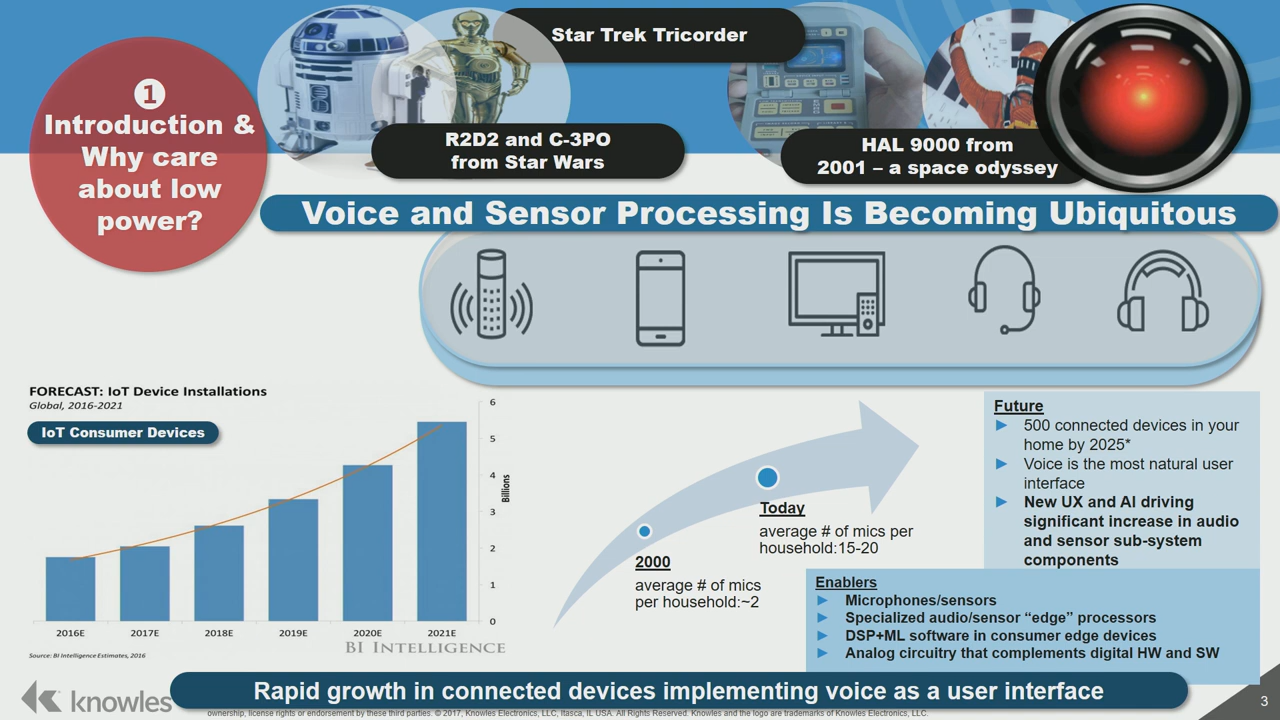 Star Trek Tricorder
1
Introduction &
Why care
about low
power?
R2D2 and C-3PO
from Star Wars
HAL 9000 from
2001 – a space odyssey
Voice and Sensor Processing Is Becoming Ubiquitous
FORECAST: IoT Device Installations
Global, 2016-2021
IoT Consumer Devices
6
5
4
3
2
1
0
Billions
2016E
2017E
2018E
2019E
2020E
2021E
BI INTELLIGENCE
Source: BI Intelligence Estimates, 2016
2000
average # of mics
per household:~2
Today
average # of mics per
household:15-20
Future
► 500 connected devices in your
home by 2025*
► Voice is the most natural user
interface
► New UX and AI driving
significant increase in audio
and sensor sub-system
components
Enablers
► Microphones/sensors
► Specialized audio/sensor “edge” processors
► DSP+ML software in consumer edge devices
► Analog circuitry that complements digital HW and SW
Rapid growth in connected devices implementing voice as a user interface
knowles
ownership, license rights or endorsement by these third parties. © 2017, Knowles Electronics, LLC, Itasca, IL USA. All Rights Reserved. Knowles and the logo are trademarks of Knowles Electronics, LLC.
3